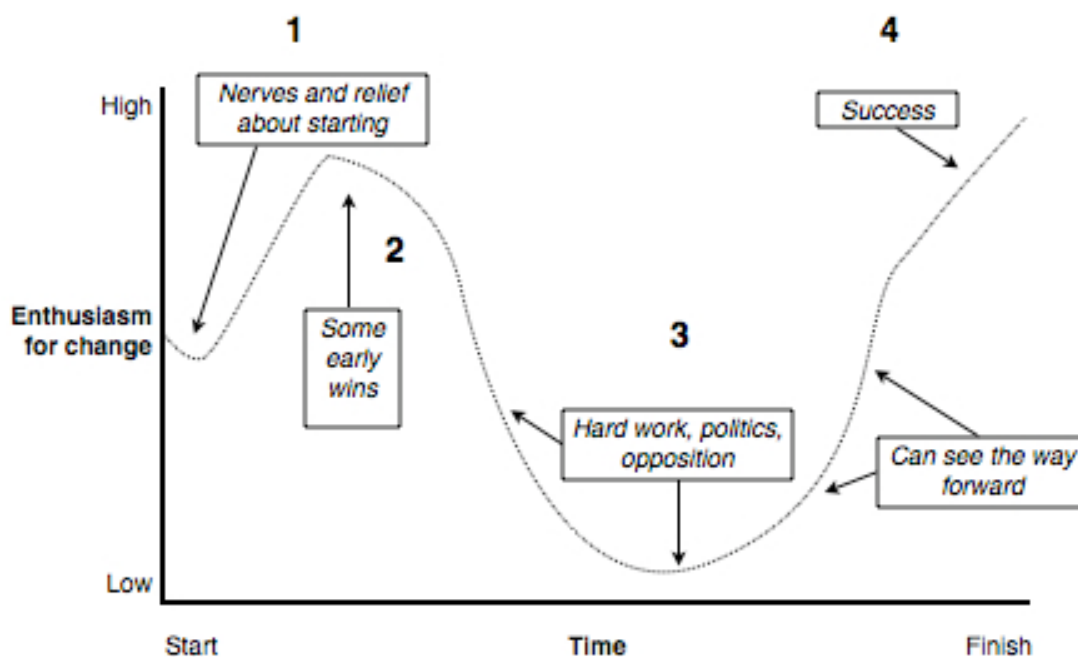 1
4
High
Nerves and relief
about starting
Success
2
Enthusiasm
for change
Some
early
wins
3
Hard work, politics,
opposition
Can see the way
forward
Low
Start
Time
Finish